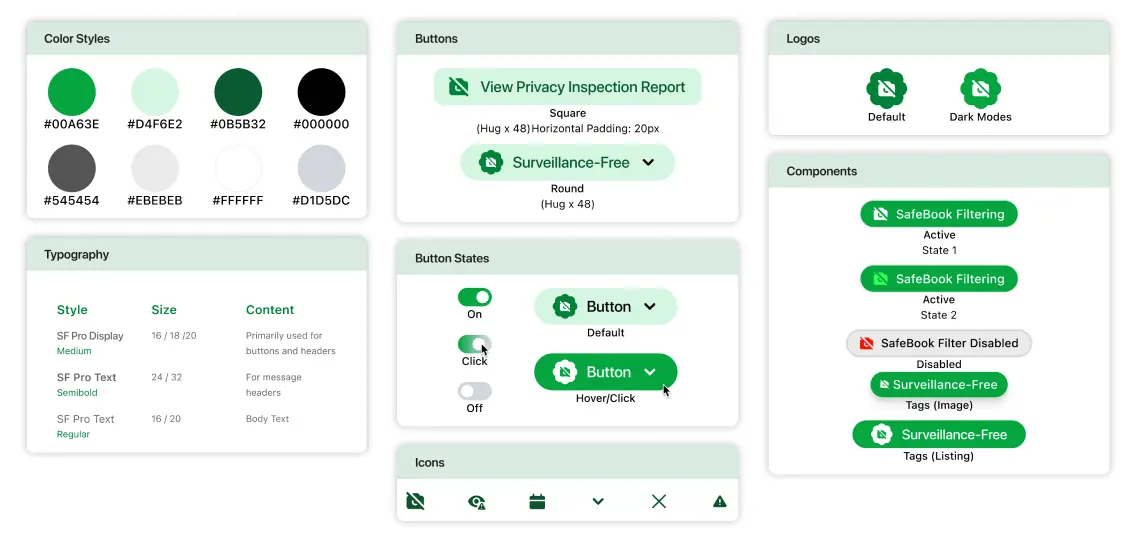 Color Styles
#00A63E
#D4F6E2
#0B5B32
#000000
#545454
#EBEBEB
#FFFFFF
#D1D5DC
Typography
Style Size Content
SF Pro Display 16 / 18 /20 Primarily used for
Medium buttons and headers
SF Pro Text 24 / 32 For message
Semibold headers
SF Pro Text 16 / 20 Body Text
Regular
Buttons
View Privacy Inspection Report
Square
(Hug x 48)Horizontal Padding: 20px
Surveillance-Free
Round
(Hug x 48)
Button States
On
Click
Off
Button
Default
Button
Hover/Click
Icons
Logos
Default
Dark Modes
Components
SafeBook Filtering
Active
State 1
SafeBook Filtering
Active
State 2
SafeBook Filter Disabled
Disabled
Surveillance-Free
Tags (Image)
Surveillance-Free
Tags (Listing)